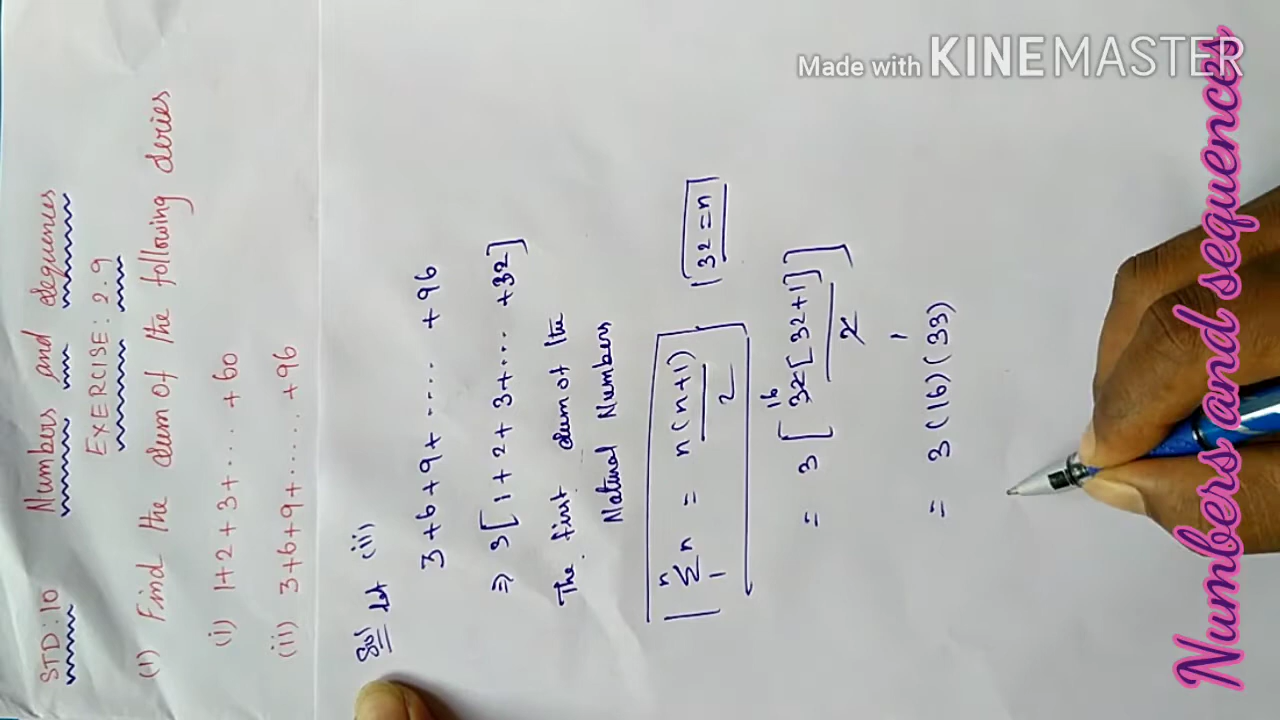 STD:10 Numbers and sequences
EXERCISE: 2.9
(1) Find the sum of the following series
(i) 1+2+3+... +60
(ii) 3+6+9+..... +96
Sol let (ii)
3+6+9+.... +96
⇒ 3[1+2+3+.... +32]
The first sum of the
Natural Numbers
[n∑1 n = n(n+1)/2] [32=n]
= 3[32[32+1]/2] 16 1
= 3(16)(33)
Made with KINEMASTER
Numbers and sequences